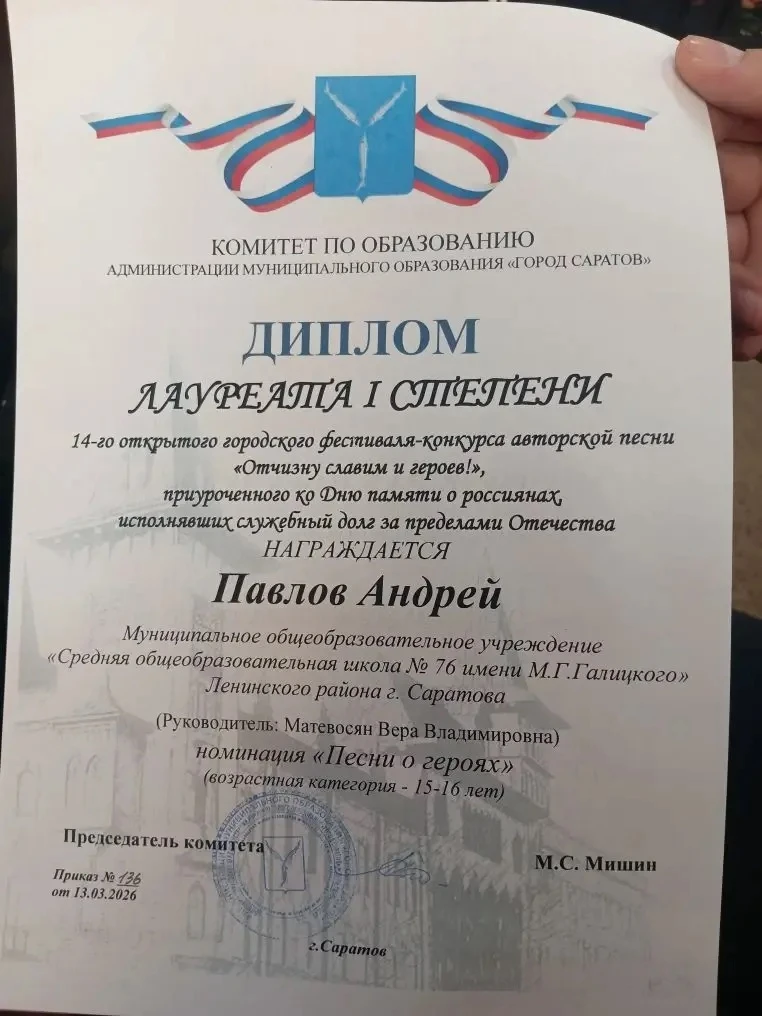 КОМИТЕТ ПО ОБРАЗОВАНИЮ
АДМИНИСТРАЦИИ МУНИЦИПАЛЬНОГО ОБРАЗОВАНИЯ «ГОРОД САРАТОВ»
ДИПЛОМ
ЛАУРЕАТА I СТЕПЕНИ
14-го открытого городского фестиваля-конкурса авторской песни
«Отчизну славим и героев!»,
приуроченного ко Дню памяти о россиянах,
исполнявших служебный долг за пределами Отечества
НАГРАЖДАЕТСЯ
Павлов Андрей
Муниципальное общеобразовательное учреждение
«Средняя общеобразовательная школа № 76 имени М.Г.Галицкого»
Ленинского района г. Саратова
(Руководитель: Матевосян Вера Владимировна)
номинация «Песни о героях»
(возрастная категория - 15-16 лет)
Председатель комитета
М.С. Мишин
Приказ № 136
от 13.03.2026
г.Саратов